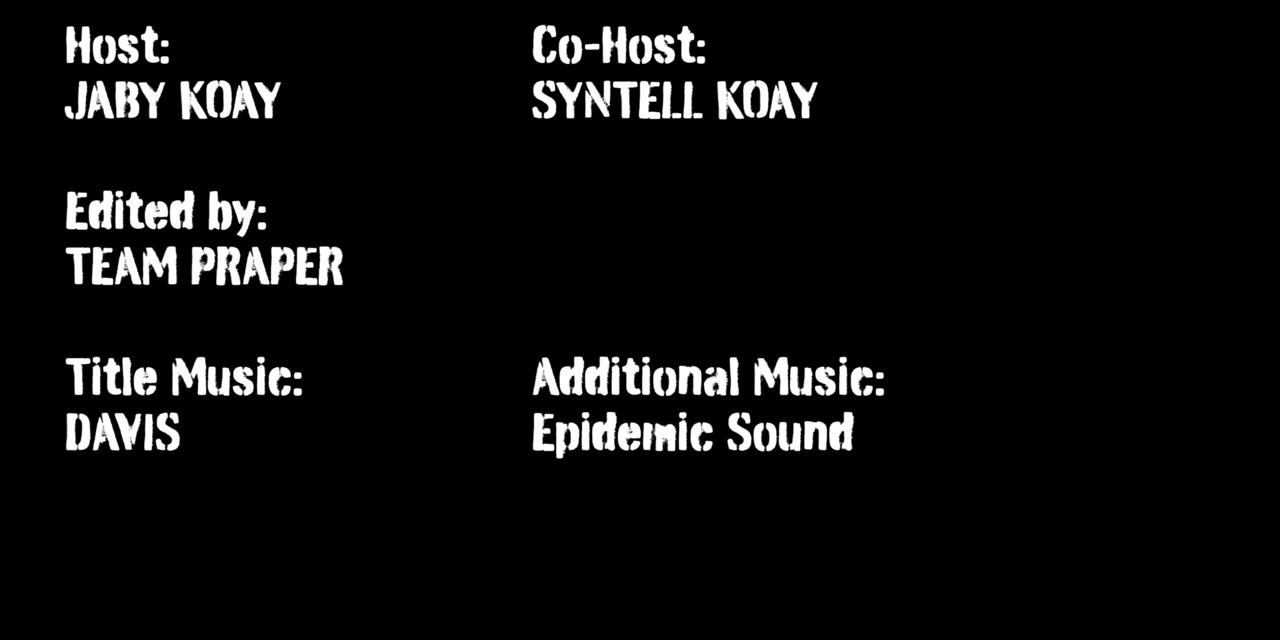 Host:
JABY KOAY
Co-Host:
SYNTELL KOAY
Edited by:
TEAM PRAPER
Title Music:
DAVIS
Additional Music:
Epidemic Sound